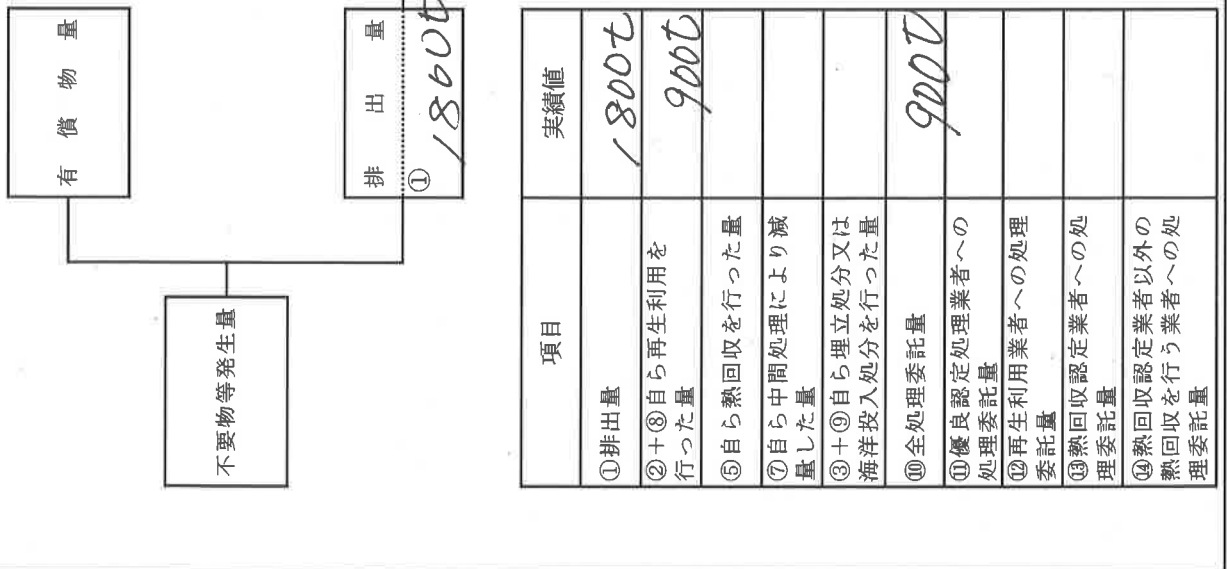 不要物等発生量
有償物量
排出量
①
1800t
項目
実績値
①排出量
1800t
②+⑧自ら再生利用を
行った量
900t
⑤自ら熱回収を行った量
⑦自ら中間処理により減
量した量
③+⑨自ら埋立処分又は
海洋投入処分を行った量
⑩全処理委託量
900t
⑪優良認定処理業者への
処理委託量
⑫再生利用業者への処理
委託量
⑬熱回収認定業者への処
理委託量
⑭熱回収認定業者以外の
熱回収を行う業者への処
理委託量